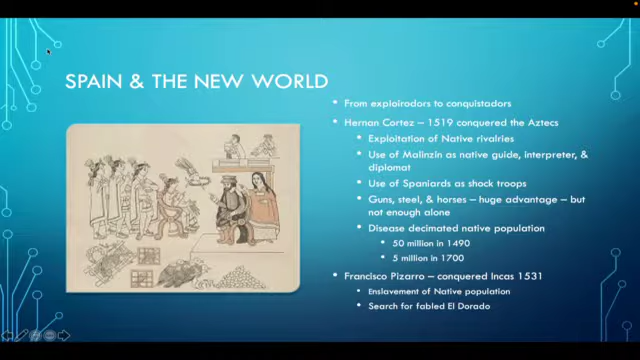 SPAIN & THE NEW WORLD
From exploirodors to conquistadors
Hernan Cortez – 1519 conquered the Aztecs
Exploitation of Native rivalries
Use of Malinzin as native guide, interpreter, &
diplomat
Use of Spaniards as shock troops
Guns, steel, & horses – huge advantage – but
not enough alone
Disease decimated native population
50 million in 1490
5 million in 1700
Francisco Pizarro – conquered Incas 1531
Enslavement of Native population
Search for fabled El Dorado